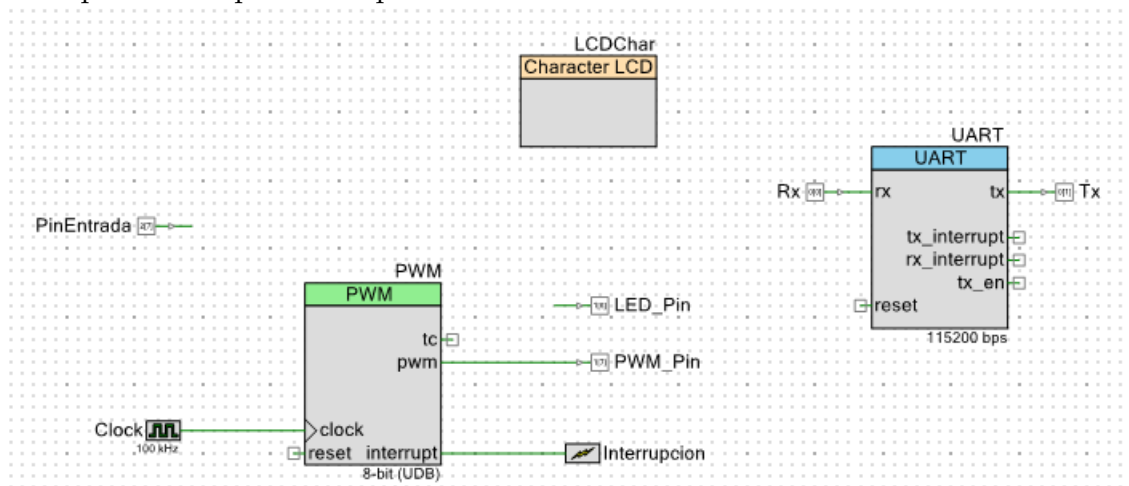 LCDChar
Character LCD
UART
UART
Rx
rx
tx
Tx
PinEntrada
tx_interrupt
rx_interrupt
tx_en
reset
115200 bps
PWM
PWM
LED_Pin
tc
pwm
PWM_Pin
Clock
100 kHz
clock
reset
interrupt
Interrupcion
8-bit (UDB)